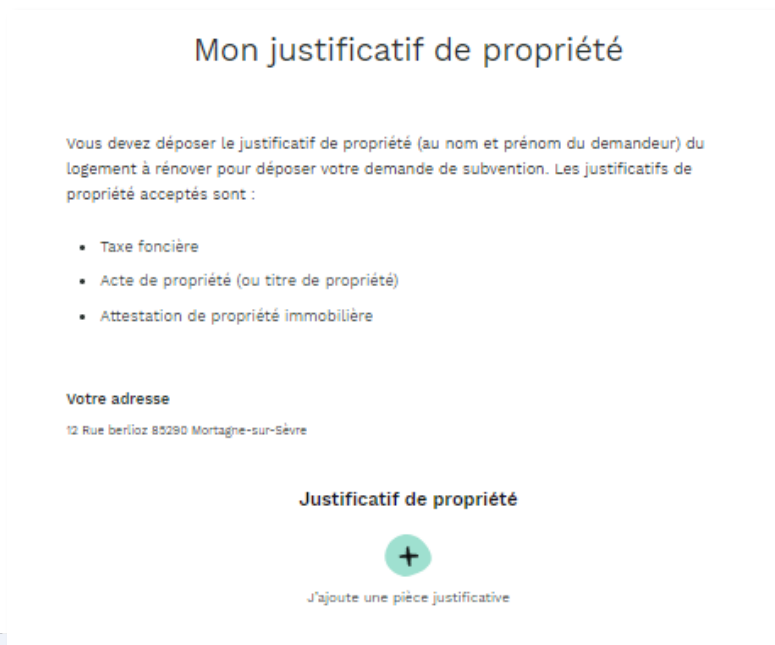 Mon justificatif de propriété
Vous devez déposer le justificatif de propriété (au nom et prénom du demandeur) du
logement à rénover pour déposer votre demande de subvention. Les justificatifs de
propriété acceptés sont :
• Taxe foncière
• Acte de propriété (ou titre de propriété)
• Attestation de propriété immobilière
Votre adresse
12 Rue berlioz 85290 Mortagne-sur-Sèvre
Justificatif de propriété
J'ajoute une pièce justificative